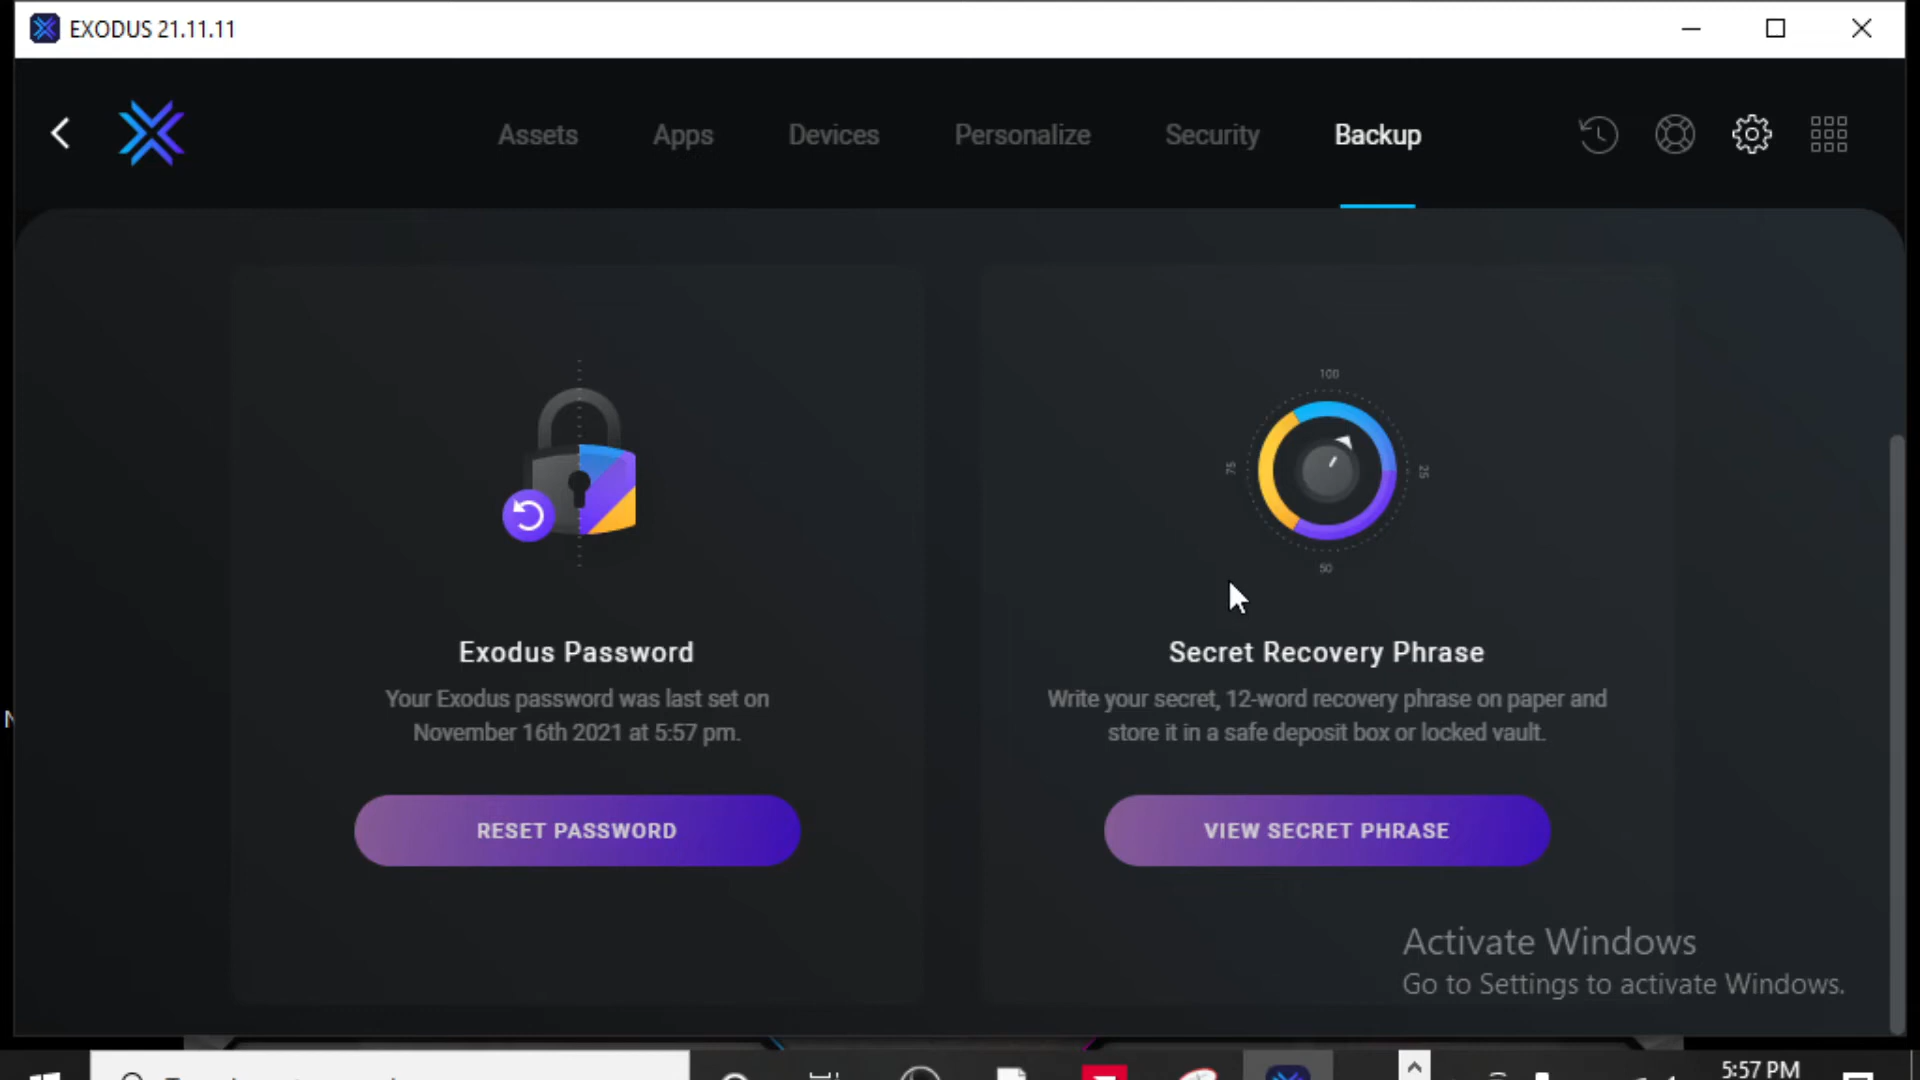 EXODUS 21.11.11
Assets Apps Devices Personalize Security Backup
100
75
25
50
Exodus Password
Your Exodus password was last set on
November 16th 2021 at 5:57 pm.
RESET PASSWORD
Secret Recovery Phrase
Write your secret, 12-word recovery phrase on paper and
store it in a safe deposit box or locked vault.
VIEW SECRET PHRASE
Activate Windows
Go to Settings to activate Windows.
5:57 PM